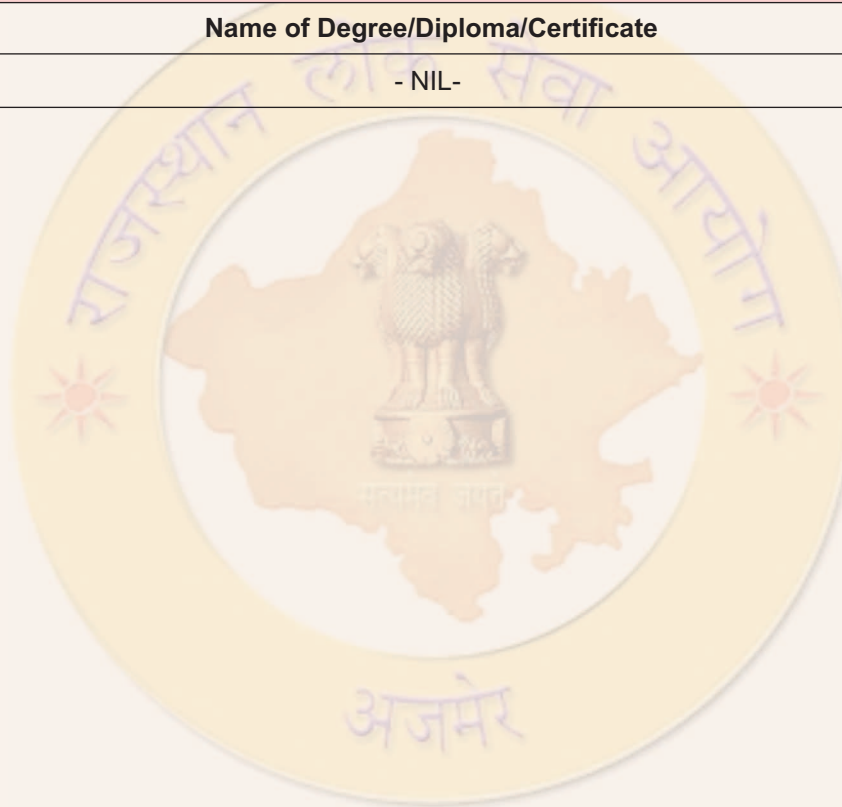 Name of Degree/Diploma/Certificate
- NIL-
राजस्थान लोक सेवा आयोग
सत्यमेव जयते
अजमेर